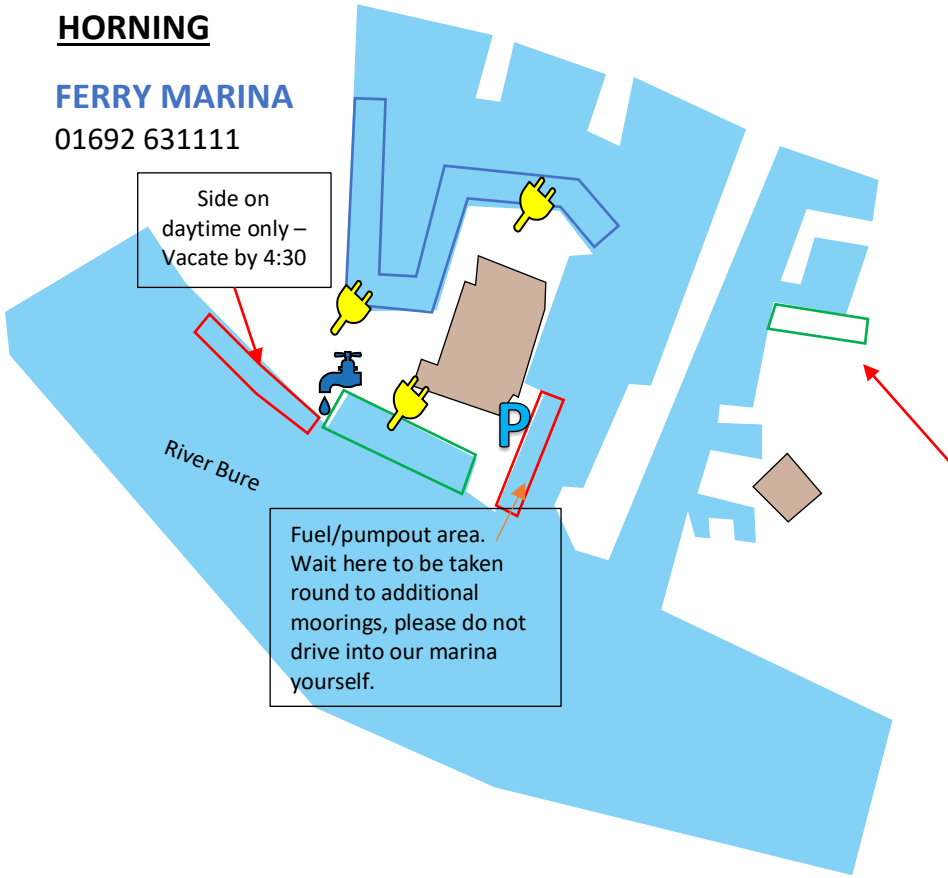 HORNING
FERRY MARINA
01692 631111
Side on
daytime only –
Vacate by 4:30
P
River Bure
Fuel/pumpout area.
Wait here to be taken
round to additional
moorings, please do not
drive into our marina
yourself.